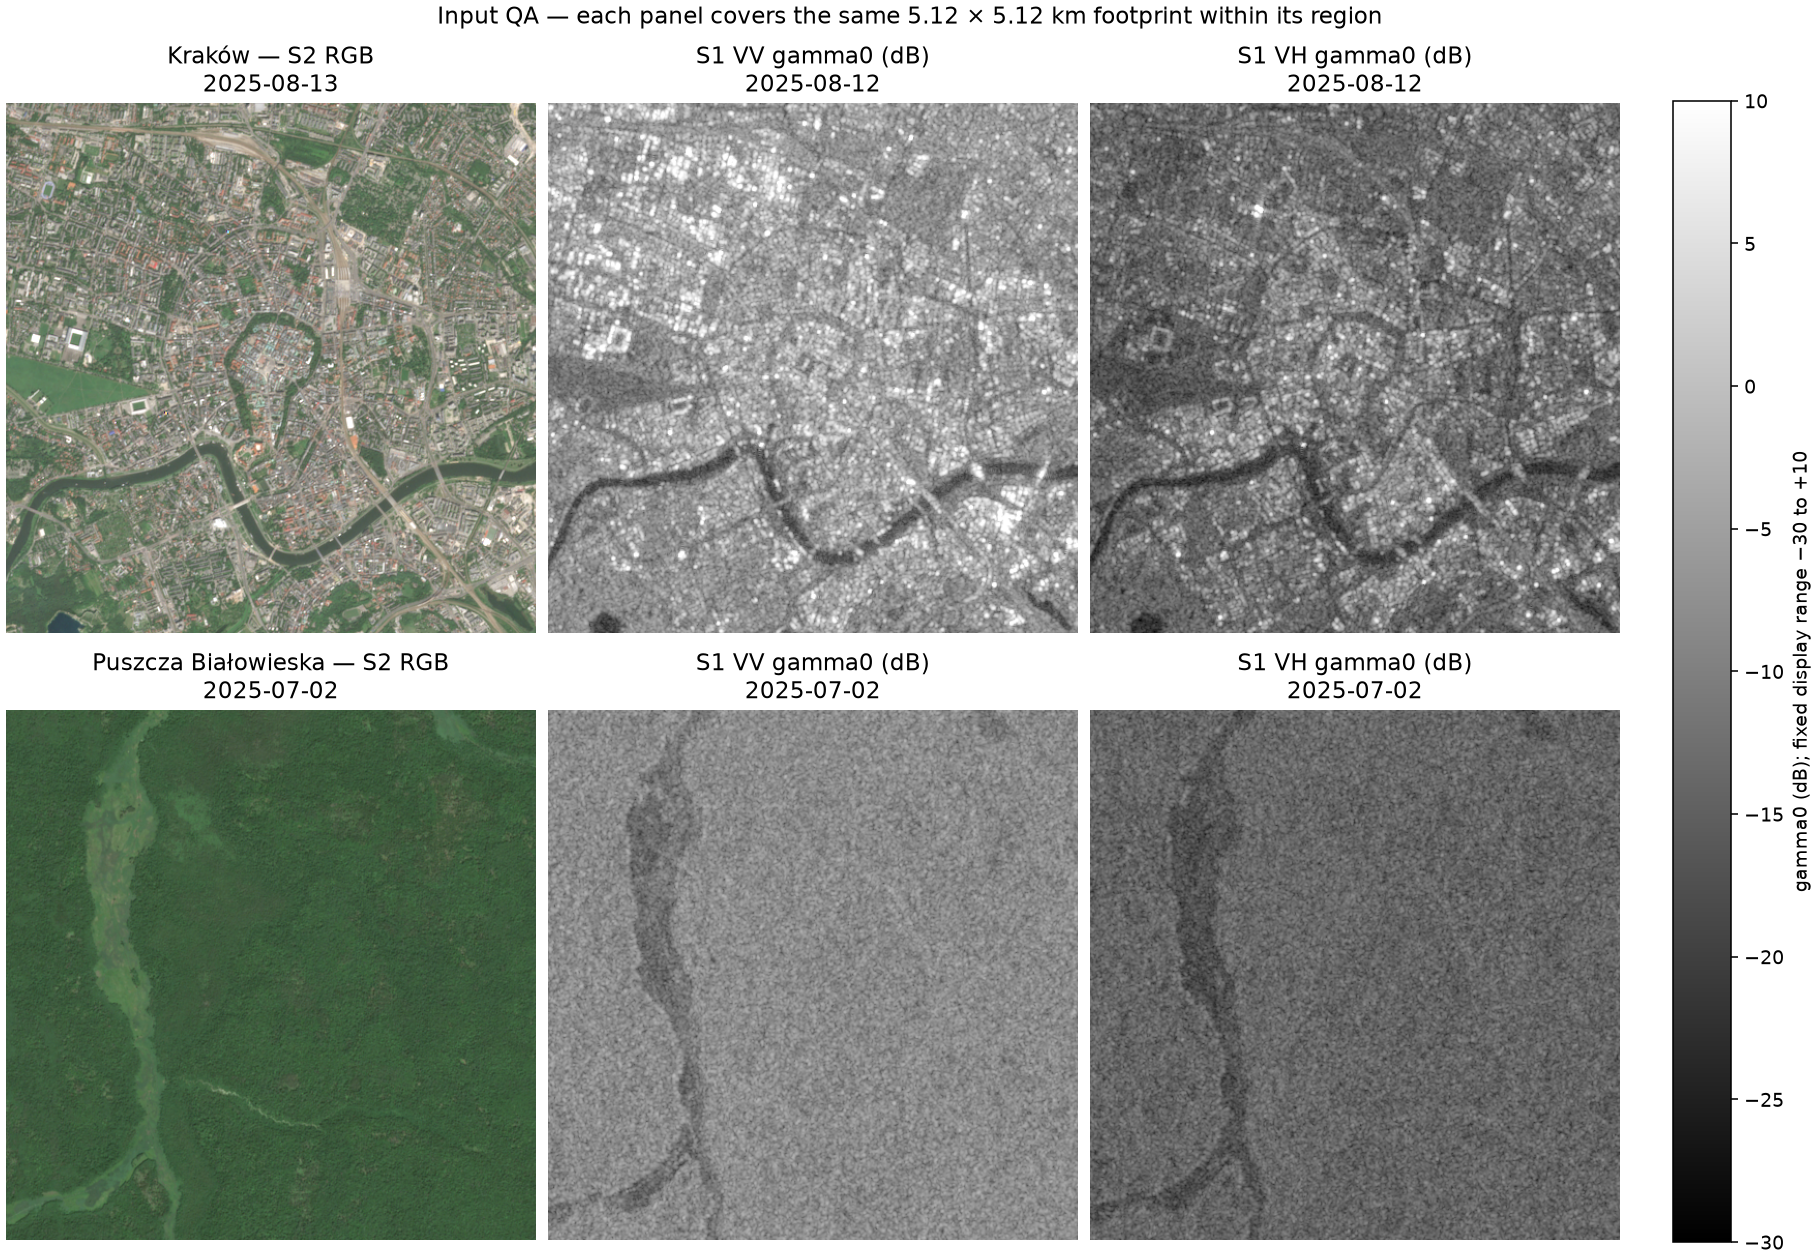 Input QA — each panel covers the same 5.12 × 5.12 km footprint within its region
Kraków — S2 RGB
2025-08-13
S1 VV gamma0 (dB)
2025-08-12
S1 VH gamma0 (dB)
2025-08-12
Puszcza Białowieska — S2 RGB
2025-07-02
S1 VV gamma0 (dB)
2025-07-02
S1 VH gamma0 (dB)
2025-07-02
10
5
0
−5
−10
−15
−20
−25
−30
gamma0 (dB); fixed display range −30 to +10